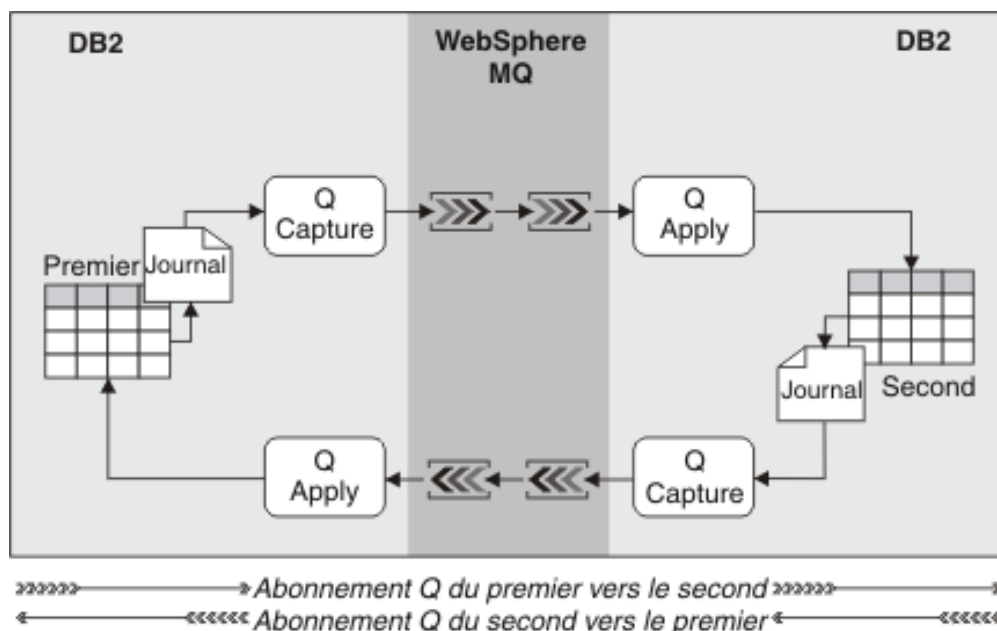 DB2
WebSphere
MQ
DB2
Q
Capture
Q
Apply
Premier
Journal
Journal
Second
Q
Apply
Q
Capture
Abonnement Q du premier vers le second
Abonnement Q du second vers le premier